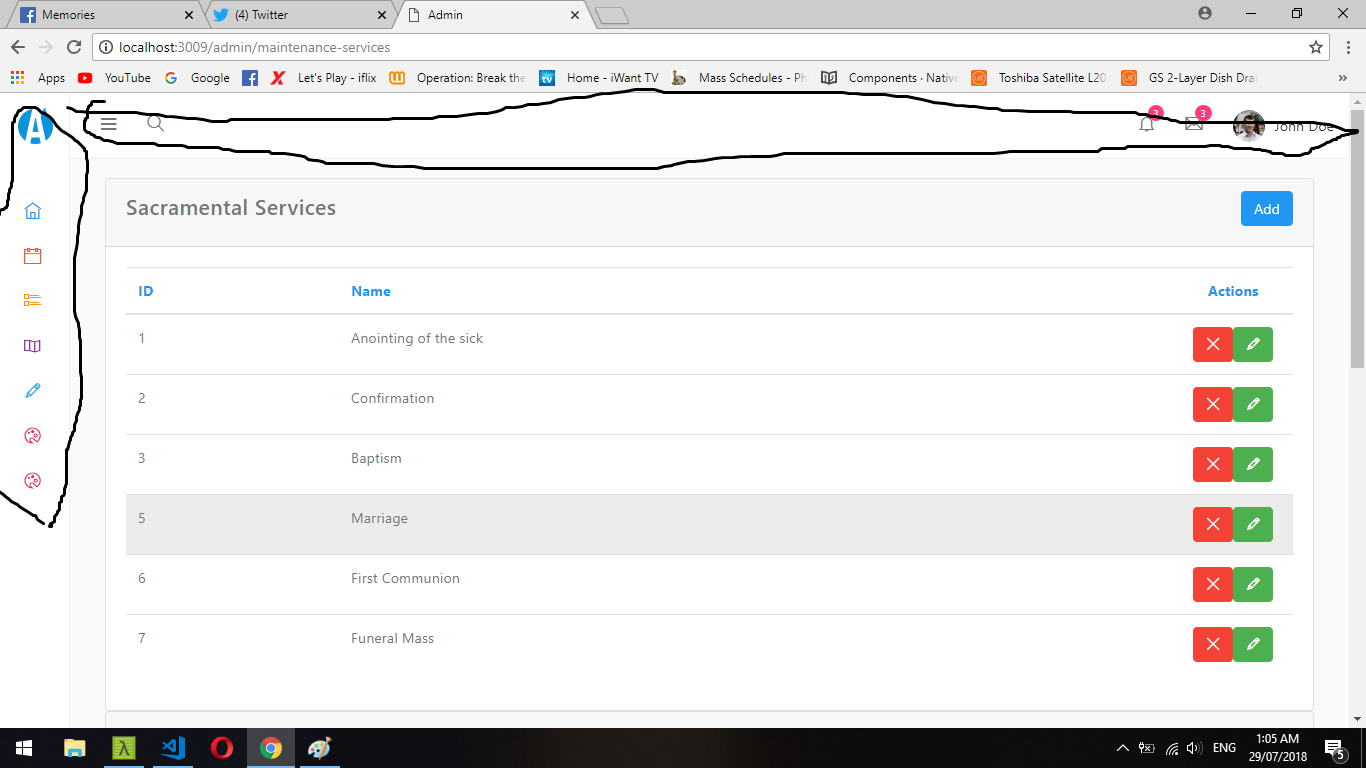 Memories
(4) Twitter
Admin
localhost:3009/admin/maintenance-services
Apps YouTube Google Let's Play - iflix Operation: Break the Home - iWant TV Mass Schedules - Ph Components · Native Toshiba Satellite L20 GS 2-Layer Dish Drai »
3 3
John Doe
Sacramental Services
Add
ID Name Actions
1 Anointing of the sick
2 Confirmation
3 Baptism
5 Marriage
6 First Communion
7 Funeral Mass
ENG
1:05 AM
29/07/2018
5